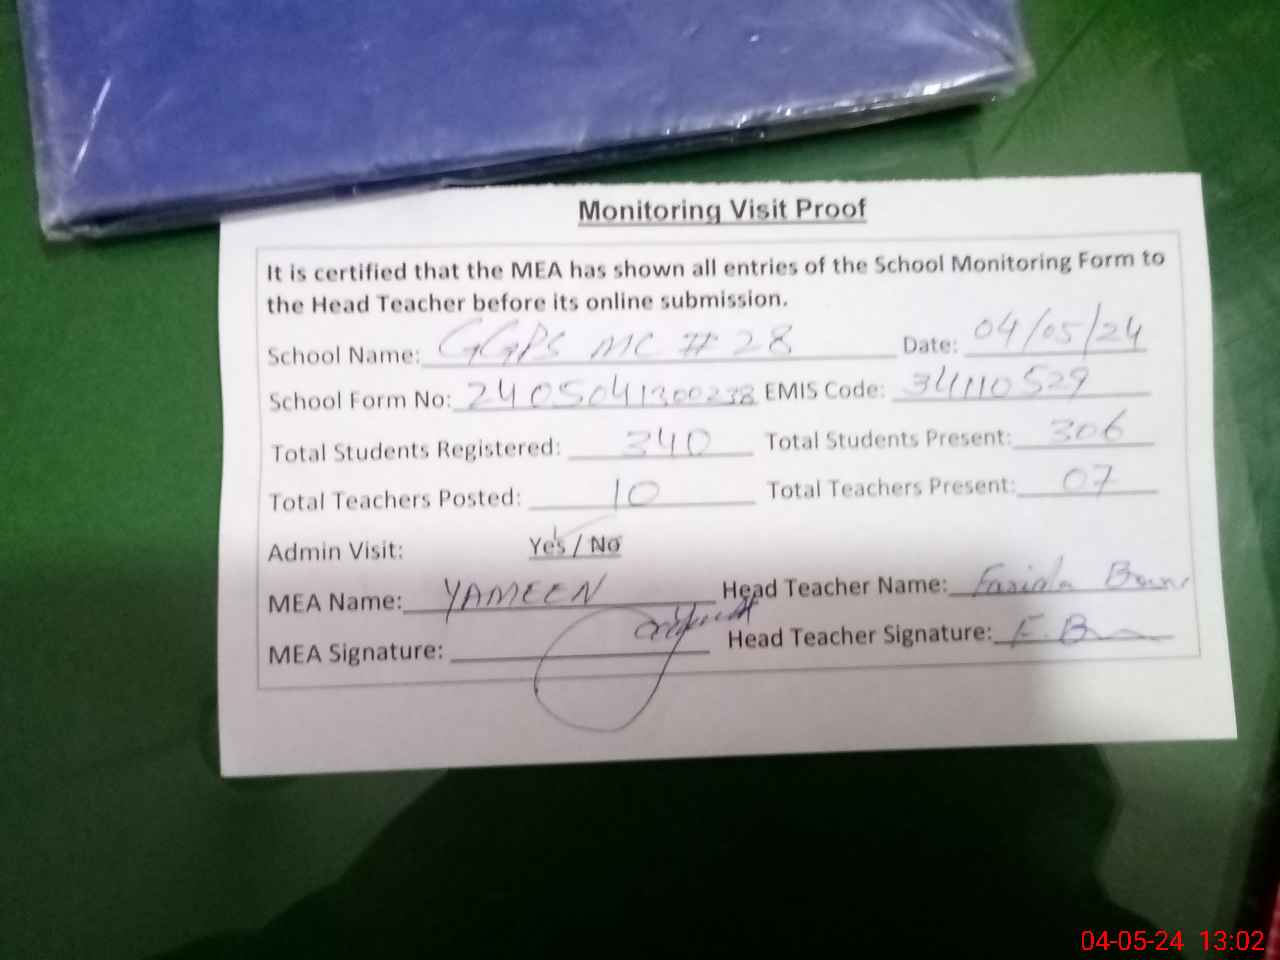 Monitoring Visit Proof
It is certified that the MEA has shown all entries of the School Monitoring Form to
the Head Teacher before its online submission.
School Name: GGPS MC # 28 Date: 04/05/24
School Form No: 2405041300238 EMIS Code: 34110529
Total Students Registered: 340 Total Students Present: 306
Total Teachers Posted: 10 Total Teachers Present: 07
Admin Visit: Yes / No
MEA Name: YAMEEN Head Teacher Name: Farida
MEA Signature: Head Teacher Signature: F. B
04-05-24 13:02